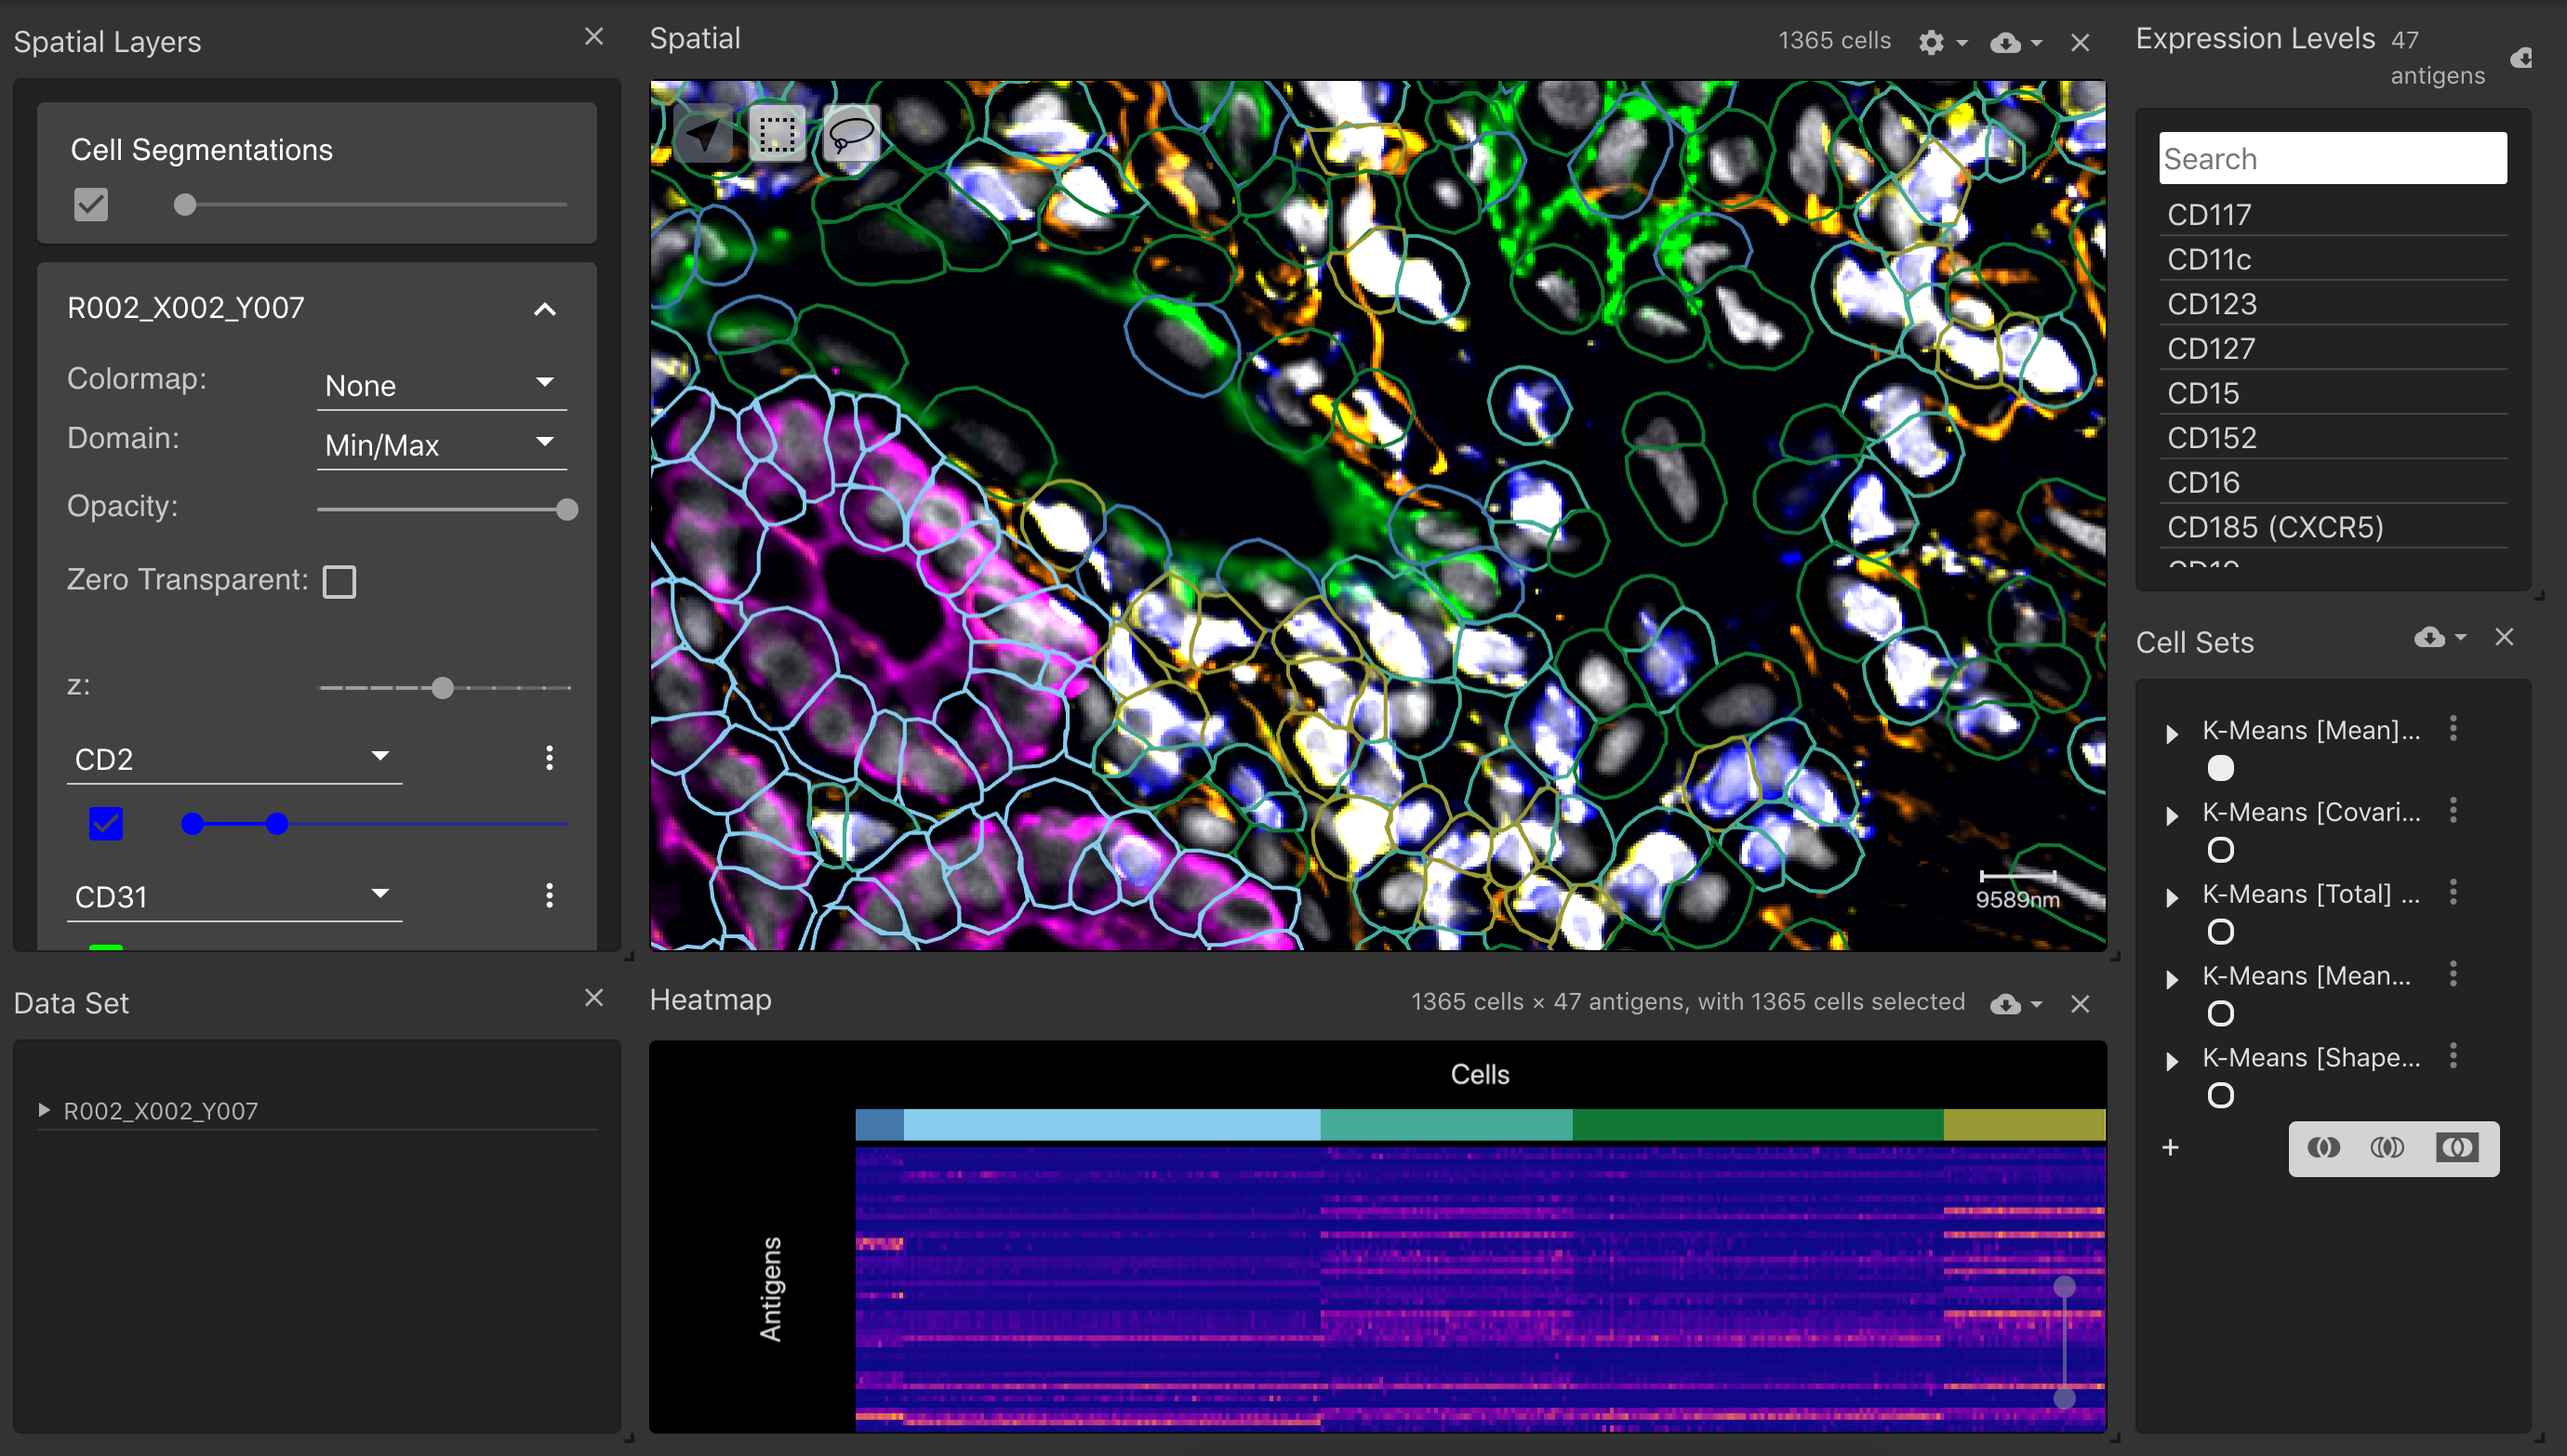 Spatial Layers
Cell Segmentations
R002_X002_Y007
Colormap:
None
Domain:
Min/Max
Opacity:
Zero Transparent:
z:
CD2
CD31
Data Set
R002_X002_Y007
Spatial
1365 cells
9589nm
Heatmap
1365 cells × 47 antigens, with 1365 cells selected
Cells
Antigens
Expression Levels 47
antigens
Search
CD117
CD11c
CD123
CD127
CD15
CD152
CD16
CD185 (CXCR5)
Cell Sets
K-Means [Mean]...
K-Means [Covari...
K-Means [Total] ...
K-Means [Mean...
K-Means [Shape...